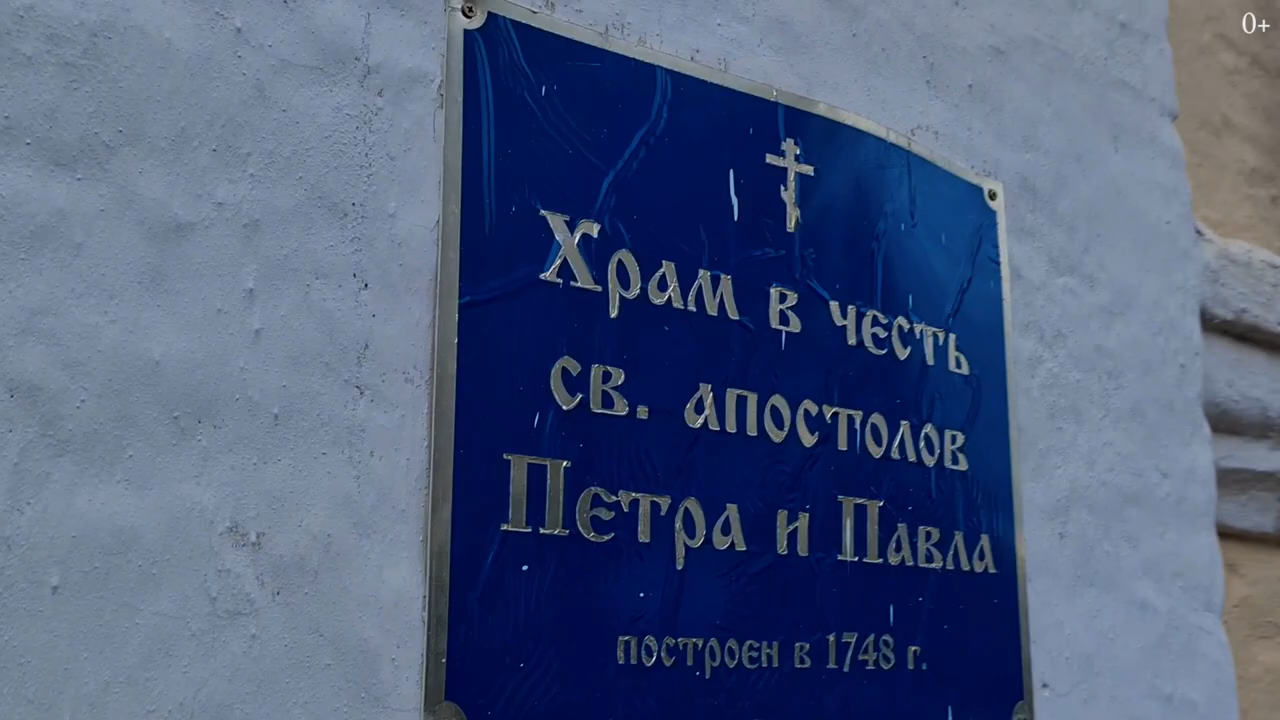 0+
Храм в честь
св. апостолов
Петра и Павла
построен в 1748 г.